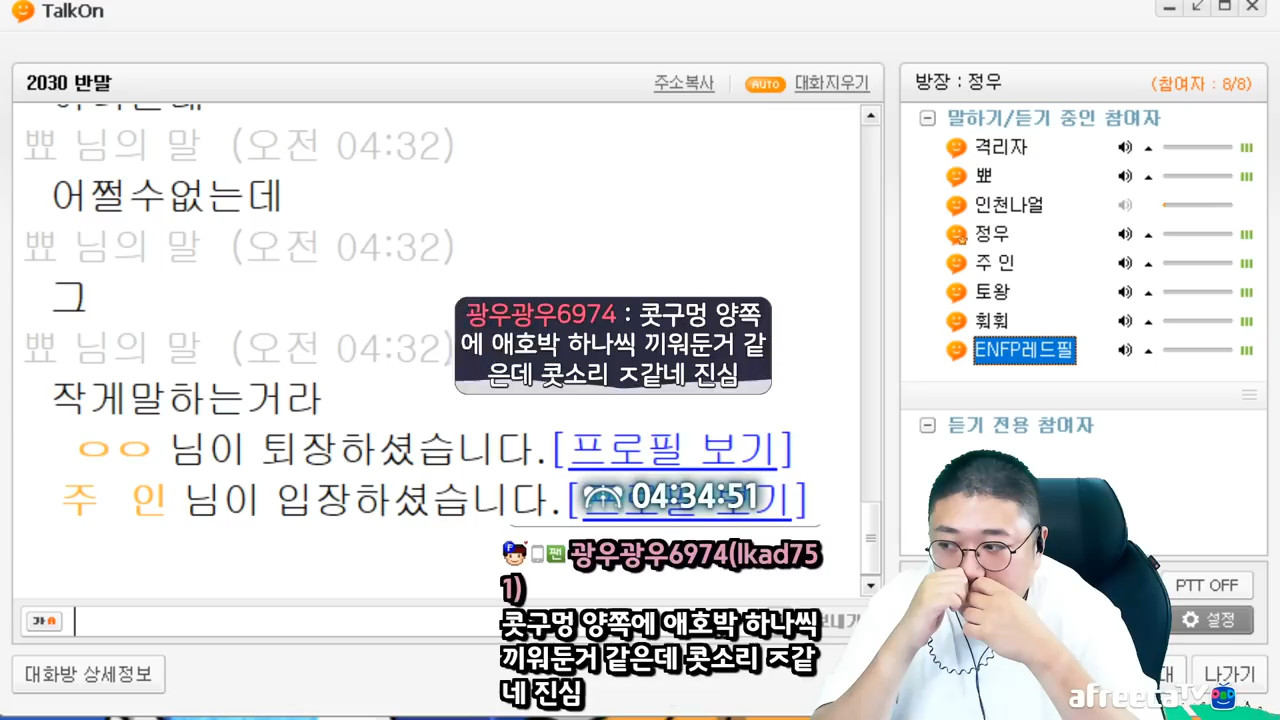 TalkOn
2030 반말
주소복사
AUTO
대화지우기
뾰 님의 말 (오전 04:32)
어쩔수없는데
뾰 님의 말 (오전 04:32)
그
뾰 님의 말 (오전 04:32)
작게말하는거라
ㅇㅇ 님이 퇴장하셨습니다.[프로필 보기]
주 인 님이 입장하셨습니다.[프로필 보기]
04:34:51
광우광우6974 : 콧구멍 양쪽
에 애호박 하나씩 끼워둔거 같
은데 콧소리 ㅈ같네 진심
광우광우6974(lkad75
1)
콧구멍 양쪽에 애호박 하나씩
끼워둔거 같은데 콧소리 ㅈ같
네 진심
팬
가
대화방 상세정보
방장 : 정우
(참여자 : 8/8)
말하기/듣기 중인 참여자
격리자
뾰
인천나얼
정우
주 인
토왕
훠훠
ENFP레드필
듣기 전용 참여자
PTT OFF
설정
나가기
afreecaTV